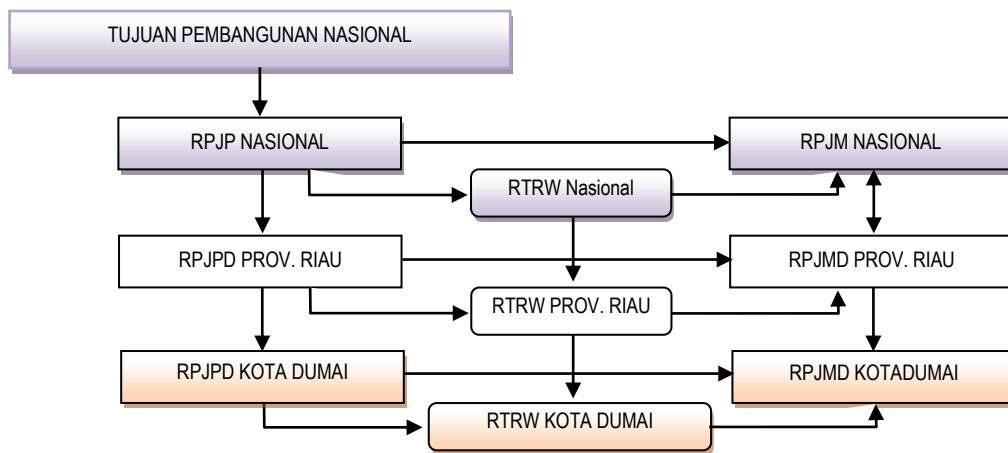 TUJUAN PEMBANGUNAN NASIONAL
RPJP NASIONAL
RPJM NASIONAL
RTRW Nasional
RPJPD PROV. RIAU
RPJMD PROV. RIAU
RTRW PROV. RIAU
RPJPD KOTA DUMAI
RPJMD KOTADUMAI
RTRW KOTA DUMAI